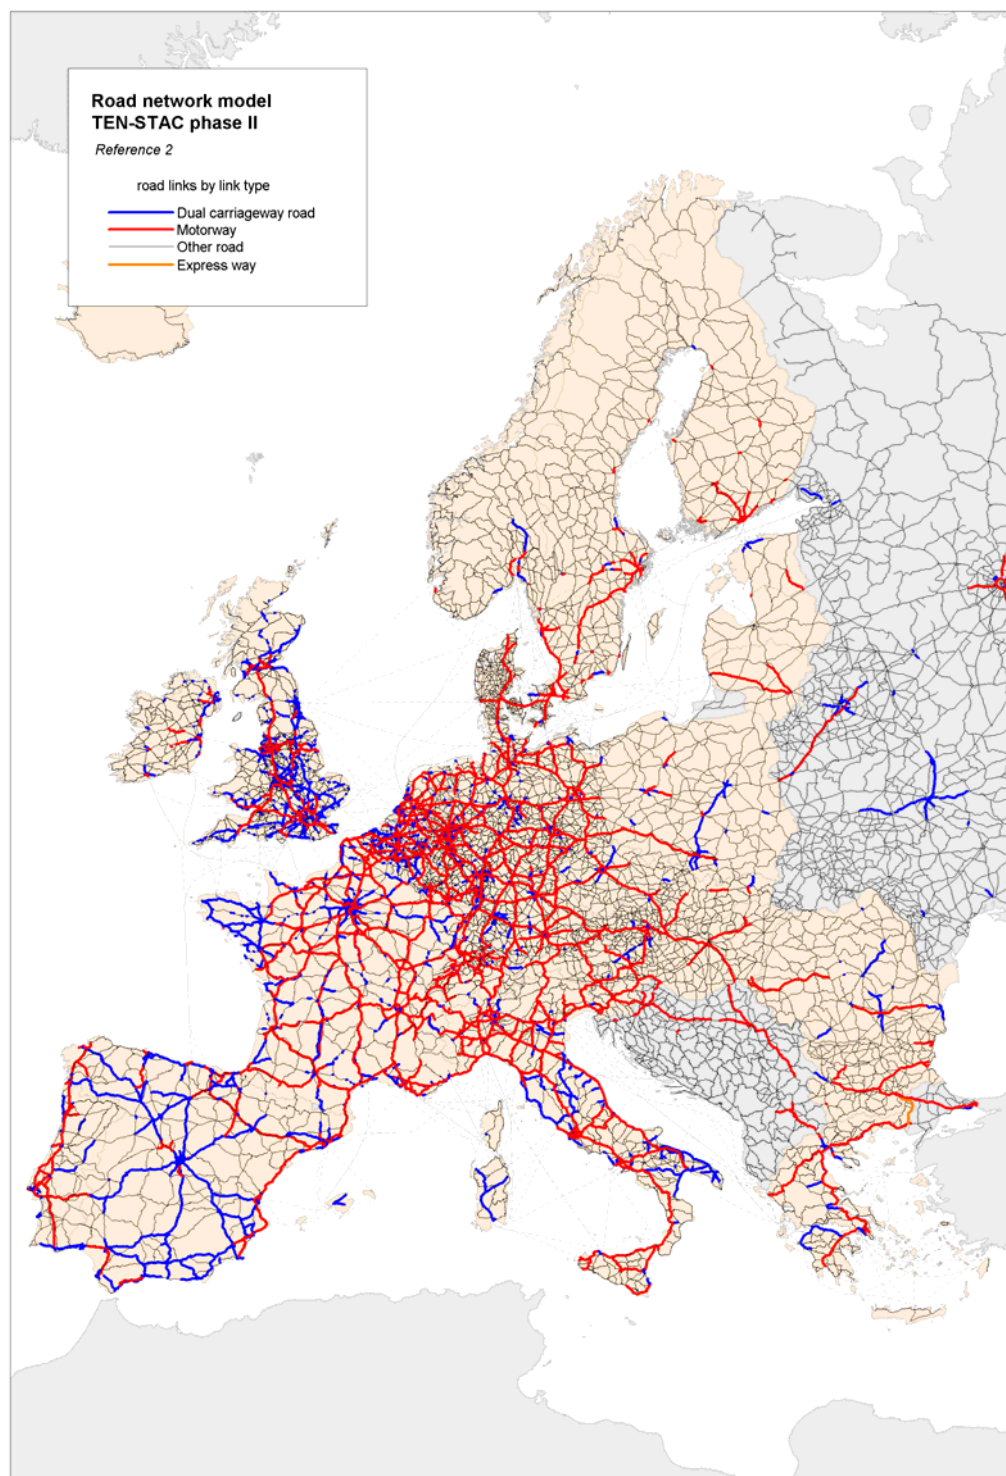 Road network model
TEN-STAC phase II
Reference 2
road links by link type
Dual carriageway road
Motorway
Other road
Express way